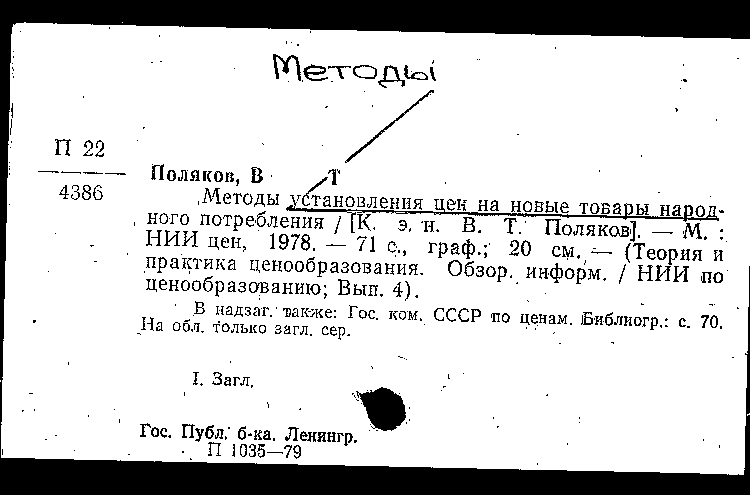 Методы
П 22
4386
Поляков, В Т
Методы установления цен на новые товары народ-
ного потребления / [К. э. н. В. Т. Поляков]. — М. :
НИИ цен, 1978. — 71 с., граф.; 20 см. — (Теория и
практика ценообразования. Обзор. информ. / НИИ по
ценообразованию; Вып. 4).
В надзаг. также: Гос. ком. СССР по ценам. Библиогр.: с. 70.
На обл. только загл. сер.
I. Загл.
Гос. Публ. б-ка. Ленингр.
П 1035—79